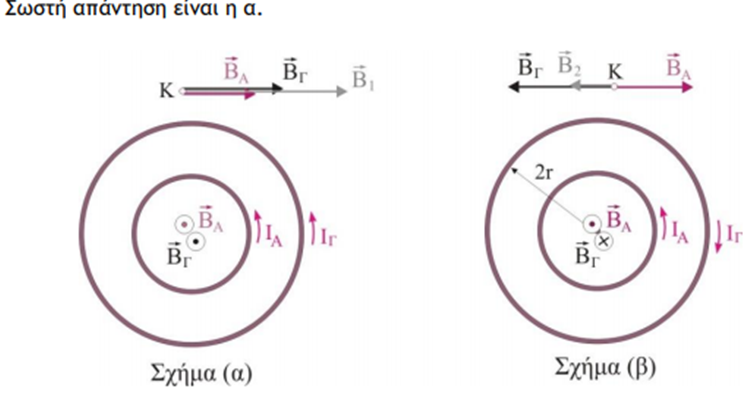 Σωστή απάντηση είναι η α.
K B⃗A B⃗Γ B⃗1
B⃗Γ B⃗2 K B⃗A
2r
B⃗A IA IΓ
B⃗Γ
B⃗A IA IΓ
B⃗Γ
Σχήμα (α)
Σχήμα (β)